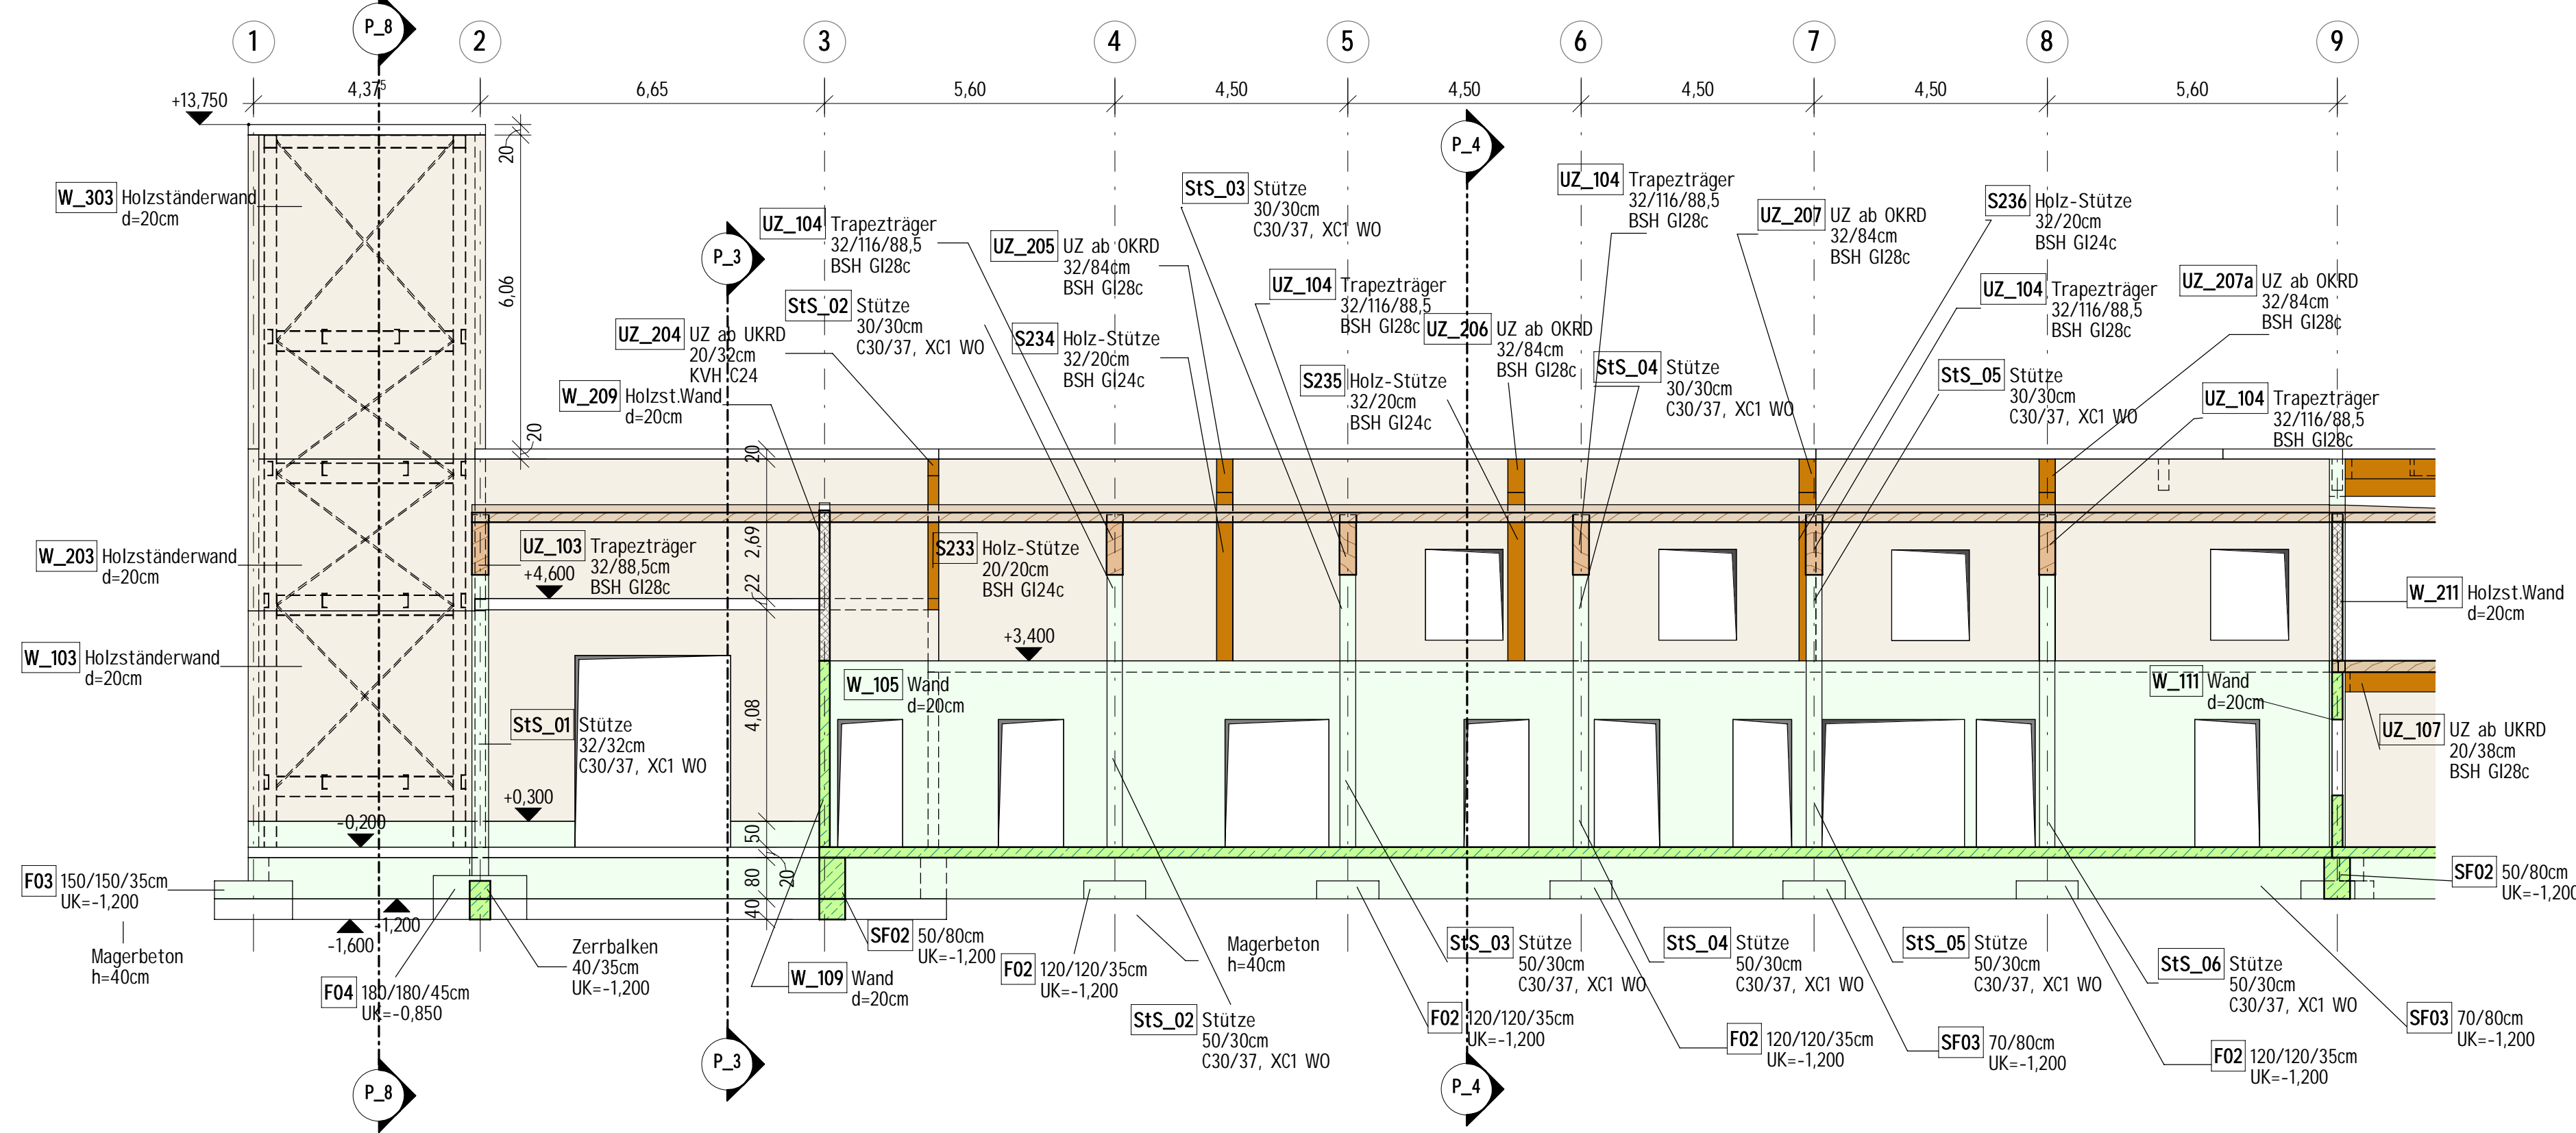 P_8
1
2
3
4
5
6
7
8
9
4,37⁵
6,65
5,60
4,50
4,50
4,50
4,50
5,60
+13,750
20
6,06
20
W_303 Holzständerwand
d=20cm
P_3
P_4
UZ_104 Trapezträger
32/116/88,5
BSH Gl28c
StS_02 Stütze
30/30cm
C30/37, XC1 WO
UZ_204 UZ ab UKRD
20/32cm
KVH C24
W_209 Holzst.Wand
d=20cm
UZ_205 UZ ab OKRD
32/84cm
BSH Gl28c
S234 Holz-Stütze
32/20cm
BSH Gl24c
StS_03 Stütze
30/30cm
C30/37, XC1 WO
UZ_104 Trapezträger
32/116/88,5
BSH Gl28c
UZ_206 UZ ab OKRD
32/84cm
BSH Gl28c
S235 Holz-Stütze
32/20cm
BSH Gl24c
UZ_104 Trapezträger
32/116/88,5
BSH Gl28c
StS_04 Stütze
30/30cm
C30/37, XC1 WO
UZ_207 UZ ab OKRD
32/84cm
BSH Gl28c
S236 Holz-Stütze
32/20cm
BSH Gl24c
UZ_104 Trapezträger
32/116/88,5
BSH Gl28c
StS_05 Stütze
30/30cm
C30/37, XC1 WO
UZ_207a UZ ab OKRD
32/84cm
BSH Gl28c
UZ_104 Trapezträger
32/116/88,5
BSH Gl28c
W_203 Holzständerwand
d=20cm
W_103 Holzständerwand
d=20cm
UZ_103 Trapezträger
32/88,5cm
BSH Gl28c
+4,600
20
2,69
22
4,08
50
20
80
40
S233 Holz-Stütze
20/20cm
BSH Gl24c
+3,400
W_105 Wand
d=20cm
StS_01 Stütze
32/32cm
C30/37, XC1 WO
+0,300
-0,200
W_211 Holzst.Wand
d=20cm
W_111 Wand
d=20cm
UZ_107 UZ ab UKRD
20/38cm
BSH Gl28c
F03 150/150/35cm
UK=-1,200
-1,200
-1,600
Magerbeton
h=40cm
F04 180/180/45cm
UK=-0,850
Zerrbalken
40/35cm
UK=-1,200
W_109 Wand
d=20cm
SF02 50/80cm
UK=-1,200
F02 120/120/35cm
UK=-1,200
Magerbeton
h=40cm
StS_02 Stütze
50/30cm
C30/37, XC1 WO
StS_03 Stütze
50/30cm
C30/37, XC1 WO
F02 120/120/35cm
UK=-1,200
StS_04 Stütze
50/30cm
C30/37, XC1 WO
F02 120/120/35cm
UK=-1,200
StS_05 Stütze
50/30cm
C30/37, XC1 WO
SF03 70/80cm
UK=-1,200
StS_06 Stütze
50/30cm
C30/37, XC1 WO
F02 120/120/35cm
UK=-1,200
SF03 70/80cm
UK=-1,200
SF02 50/80cm
UK=-1,200
P_8
P_3
P_4